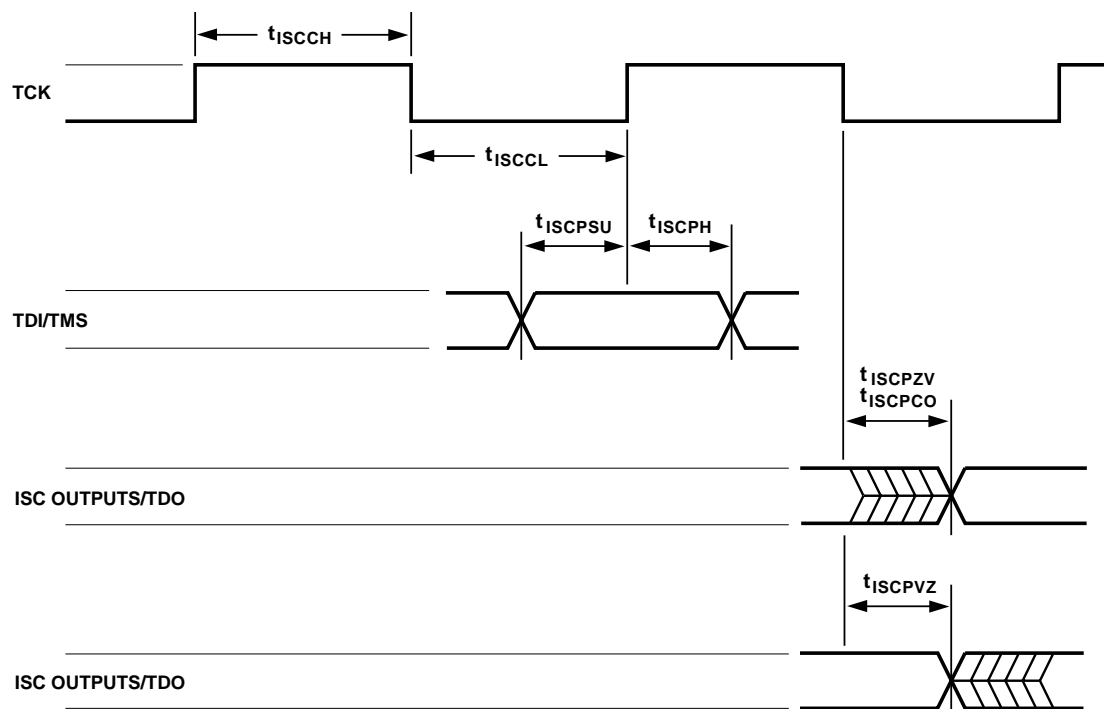 tISCCH
TCK
tISCCL
tISCPSU
tISCPH
TDI/TMS
tISCPZV
tISCPCO
ISC OUTPUTS/TDO
tISCPVZ
ISC OUTPUTS/TDO